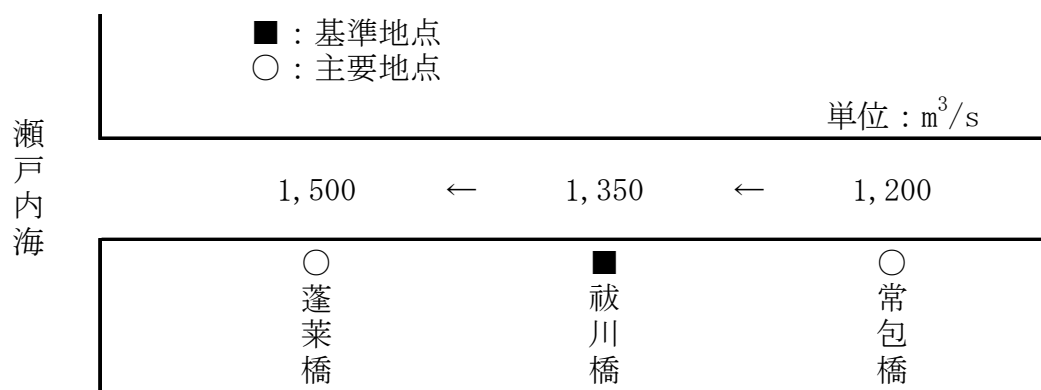 ■：基準地点
○：主要地点
単位：m³/s
瀬戸内海
1,500 ← 1,350 ← 1,200
○ ■ ○
蓬莱橋
祓川橋
常包橋